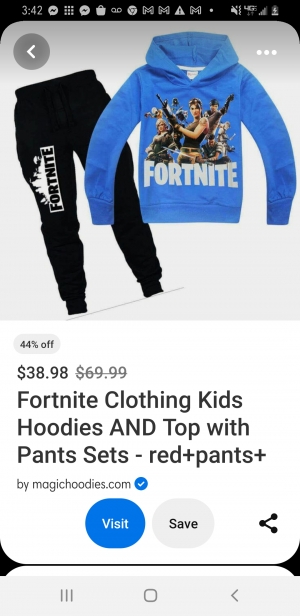 3:42
FORTNITE
FORTNITE
44% off
$38.98 $69.99
Fortnite Clothing Kids
Hoodies AND Top with
Pants Sets - red+pants+
by magichoodies.com
Visit
Save